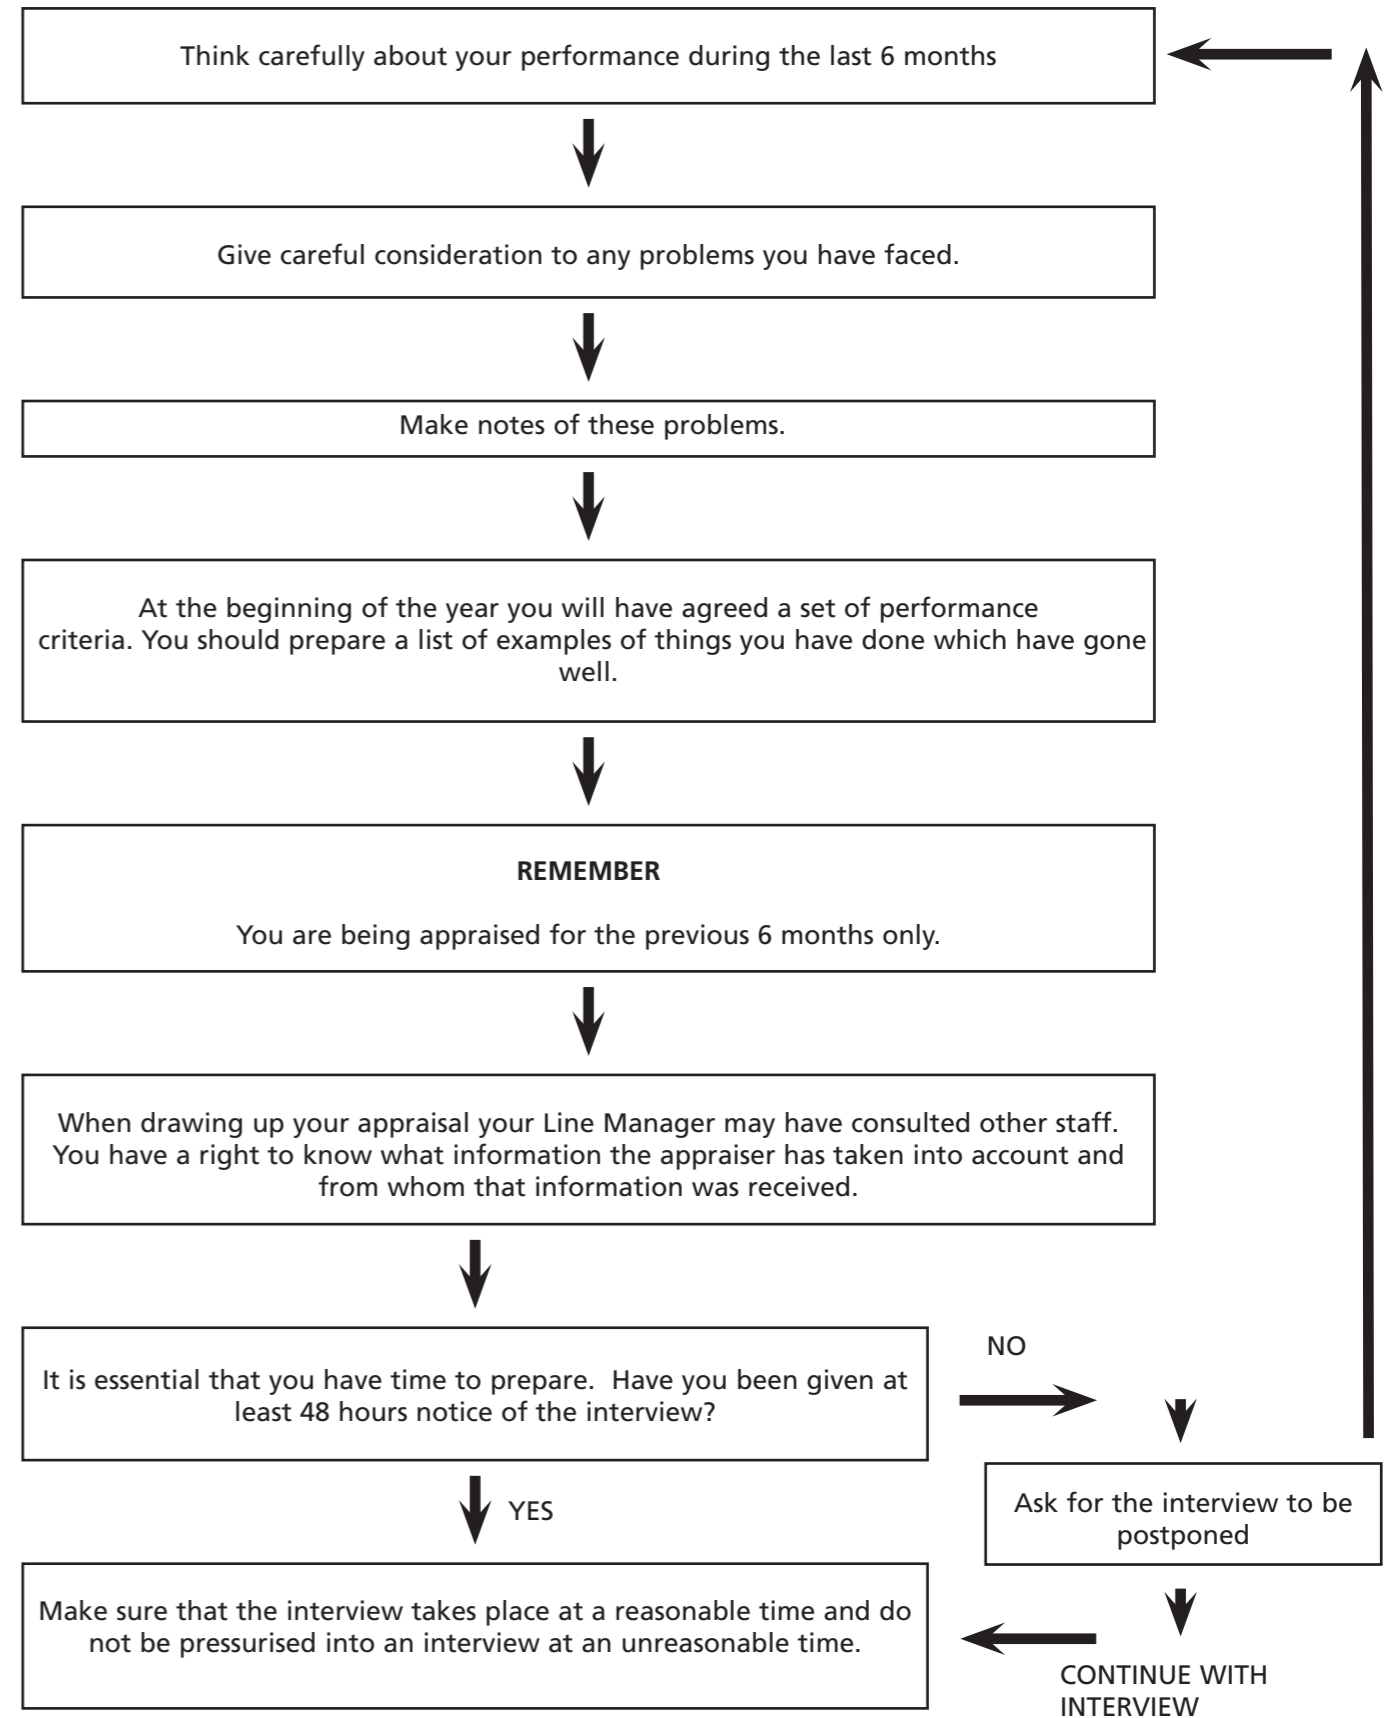 Think carefully about your performance during the last 6 months
Give careful consideration to any problems you have faced.
Make notes of these problems.
At the beginning of the year you will have agreed a set of performance
criteria. You should prepare a list of examples of things you have done which have gone
well.
REMEMBER
You are being appraised for the previous 6 months only.
When drawing up your appraisal your Line Manager may have consulted other staff.
You have a right to know what information the appraiser has taken into account and
from whom that information was received.
It is essential that you have time to prepare.  Have you been given at
least 48 hours notice of the interview?
NO
YES
Ask for the interview to be
postponed
Make sure that the interview takes place at a reasonable time and do
not be pressurised into an interview at an unreasonable time.
CONTINUE WITH
INTERVIEW